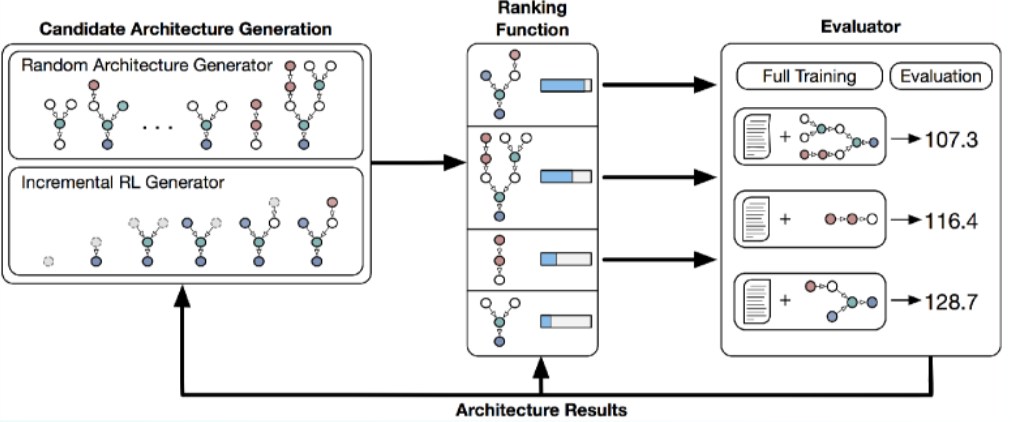 Candidate Architecture Generation
Random Architecture Generator
. . .
Incremental RL Generator
Ranking
Function
Evaluator
Full Training
Evaluation
+
107.3
+
116.4
+
128.7
Architecture Results